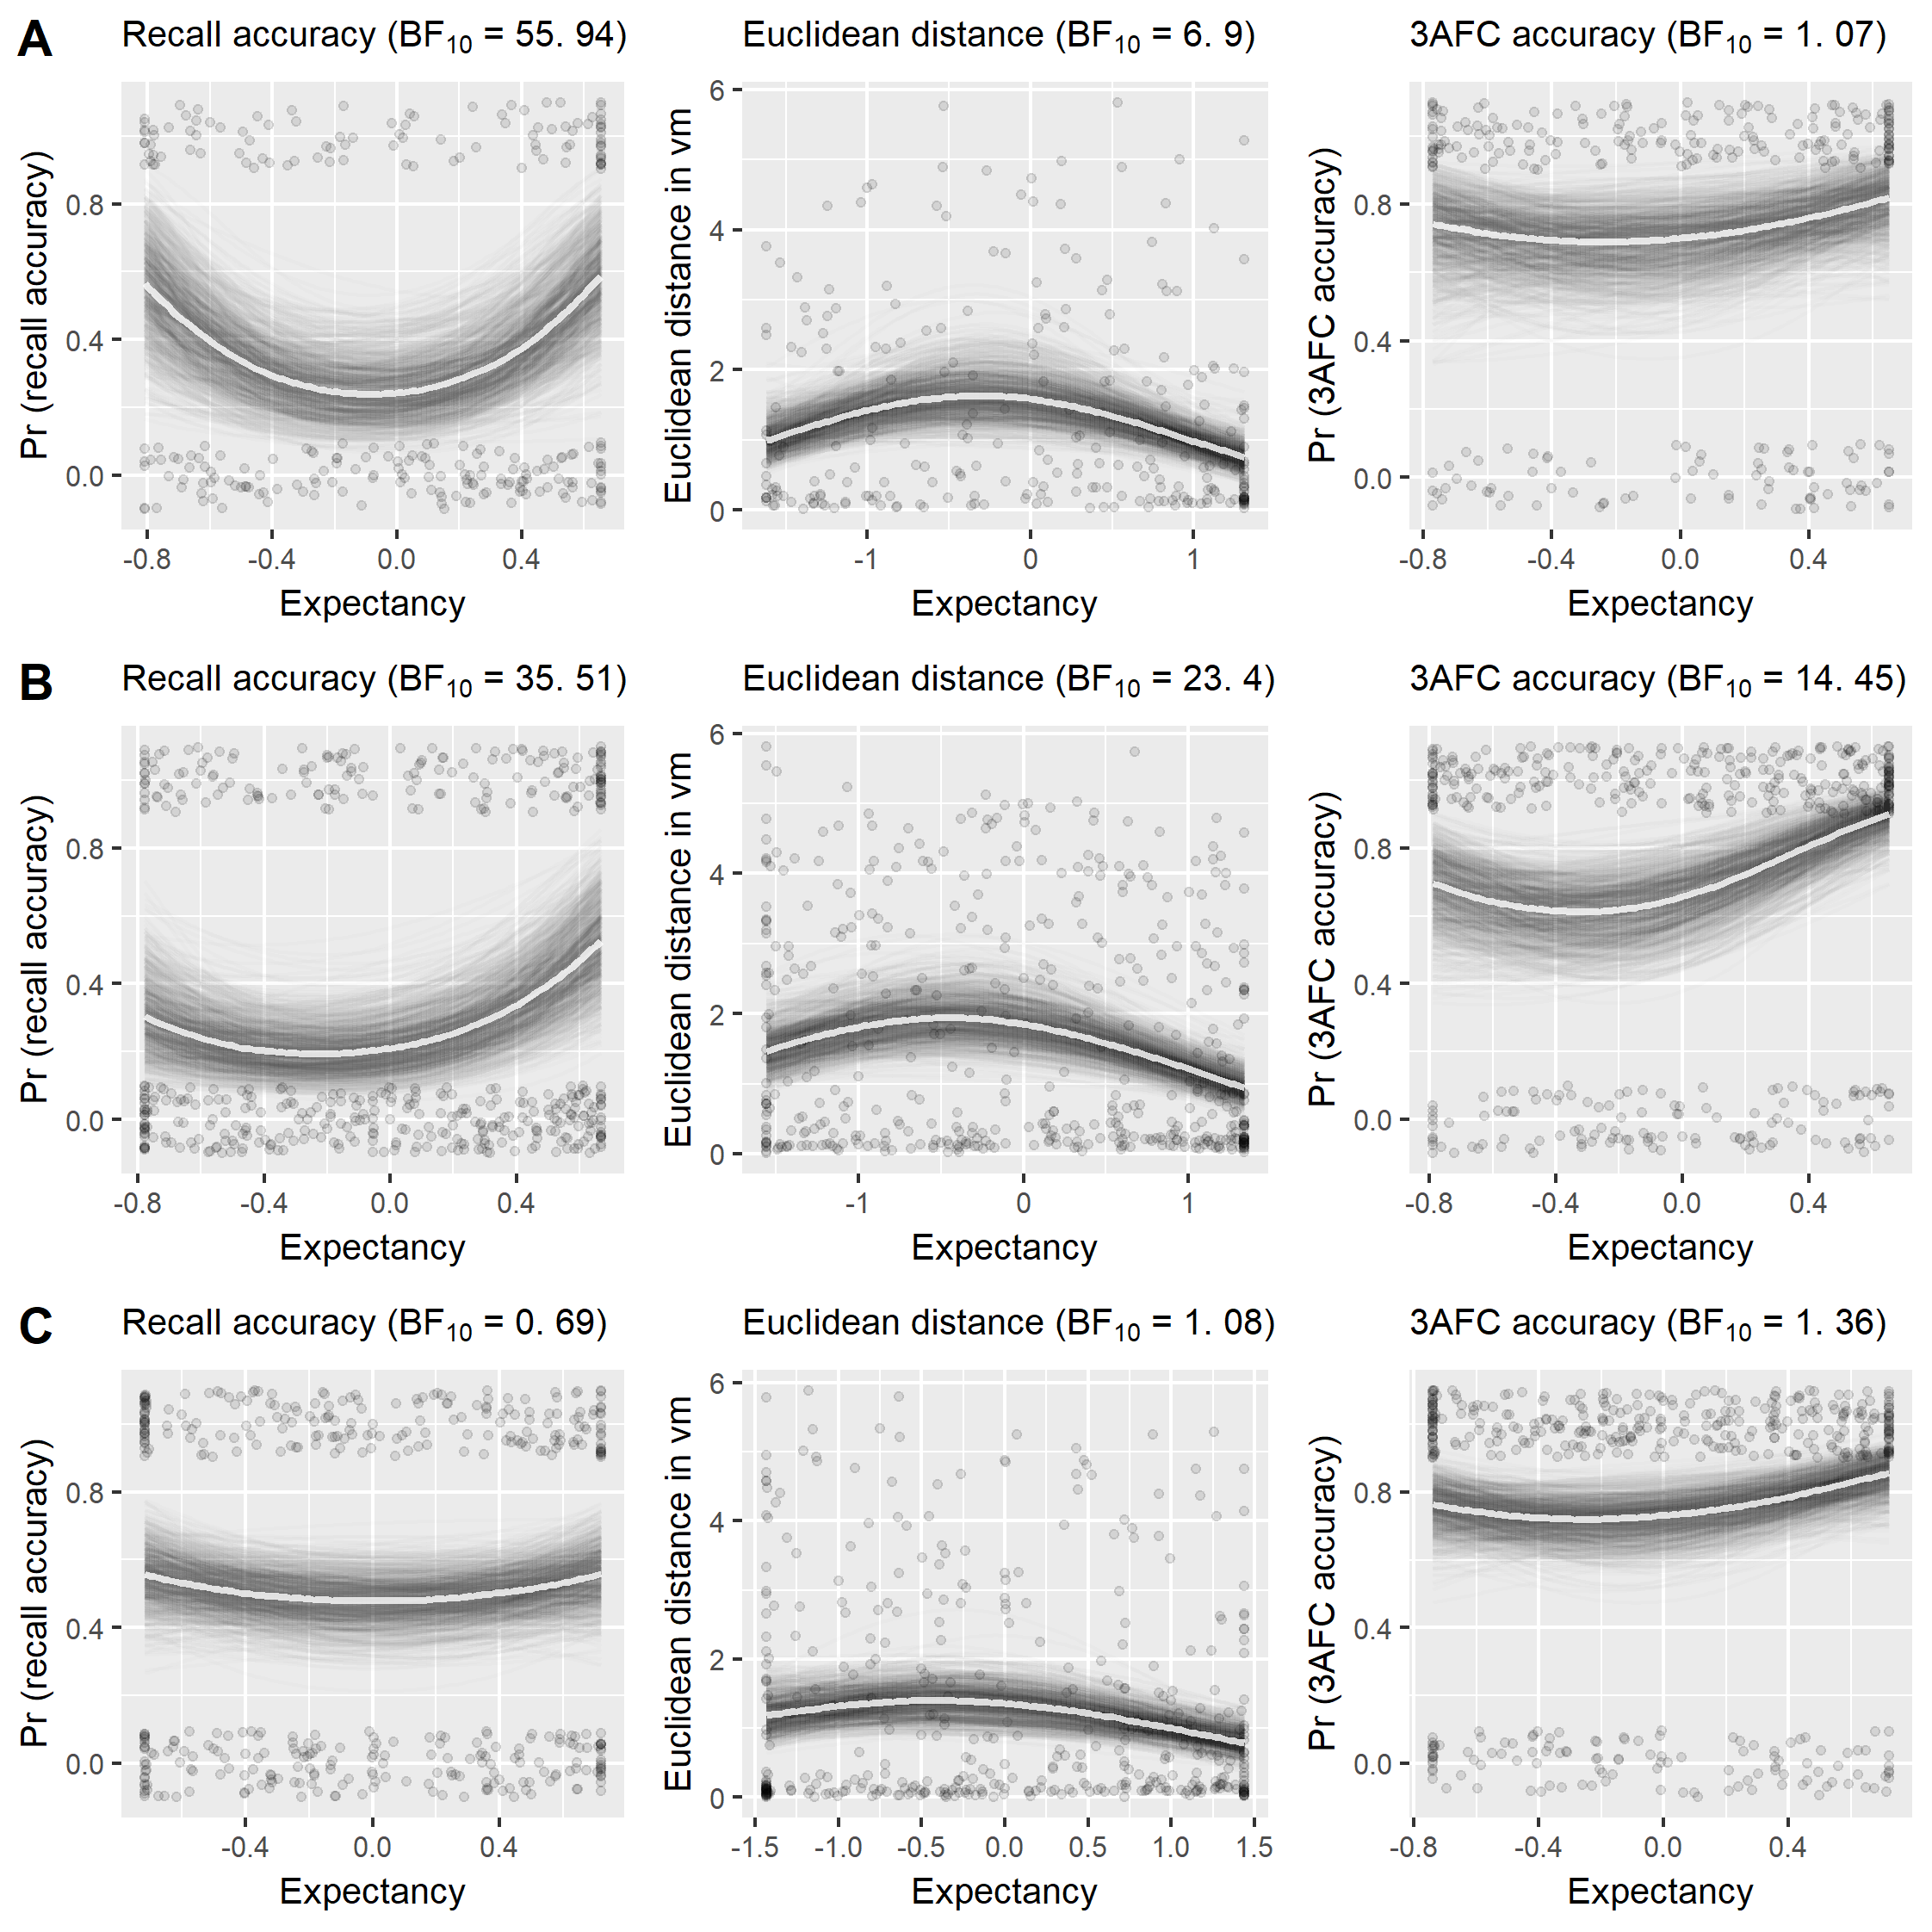 A Recall accuracy (BF10 = 55. 94) Euclidean distance (BF10 = 6. 9) 3AFC accuracy (BF10 = 1. 07)
Pr (recall accuracy)
0.8
0.4
0.0
-0.8 -0.4 0.0 0.4
Expectancy
Euclidean distance in vm
6
4
2
0
-1 0 1
Expectancy
Pr (3AFC accuracy)
0.8
0.4
0.0
-0.8 -0.4 0.0 0.4
Expectancy
B Recall accuracy (BF10 = 35. 51) Euclidean distance (BF10 = 23. 4) 3AFC accuracy (BF10 = 14. 45)
Pr (recall accuracy)
0.8
0.4
0.0
-0.8 -0.4 0.0 0.4
Expectancy
Euclidean distance in vm
6
4
2
0
-1 0 1
Expectancy
Pr (3AFC accuracy)
0.8
0.4
0.0
-0.8 -0.4 0.0 0.4
Expectancy
C Recall accuracy (BF10 = 0. 69) Euclidean distance (BF10 = 1. 08) 3AFC accuracy (BF10 = 1. 36)
Pr (recall accuracy)
0.8
0.4
0.0
-0.4 0.0 0.4
Expectancy
Euclidean distance in vm
6
4
2
0
-1.5 -1.0 -0.5 0.0 0.5 1.0 1.5
Expectancy
Pr (3AFC accuracy)
0.8
0.4
0.0
-0.8 -0.4 0.0 0.4
Expectancy